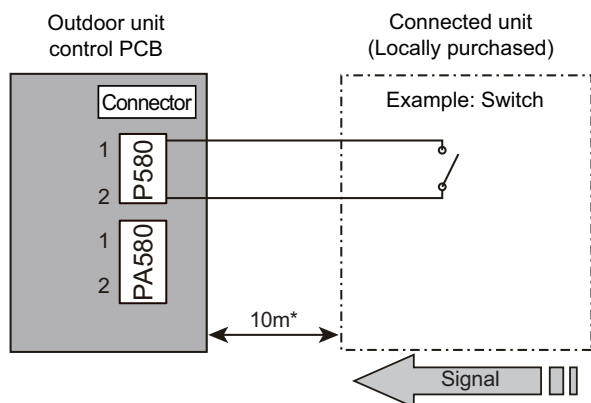 Outdoor unit
control PCB
Connected unit
(Locally purchased)
Connector
Example: Switch
1
P580
2
1
PA580
2
10m*
Signal